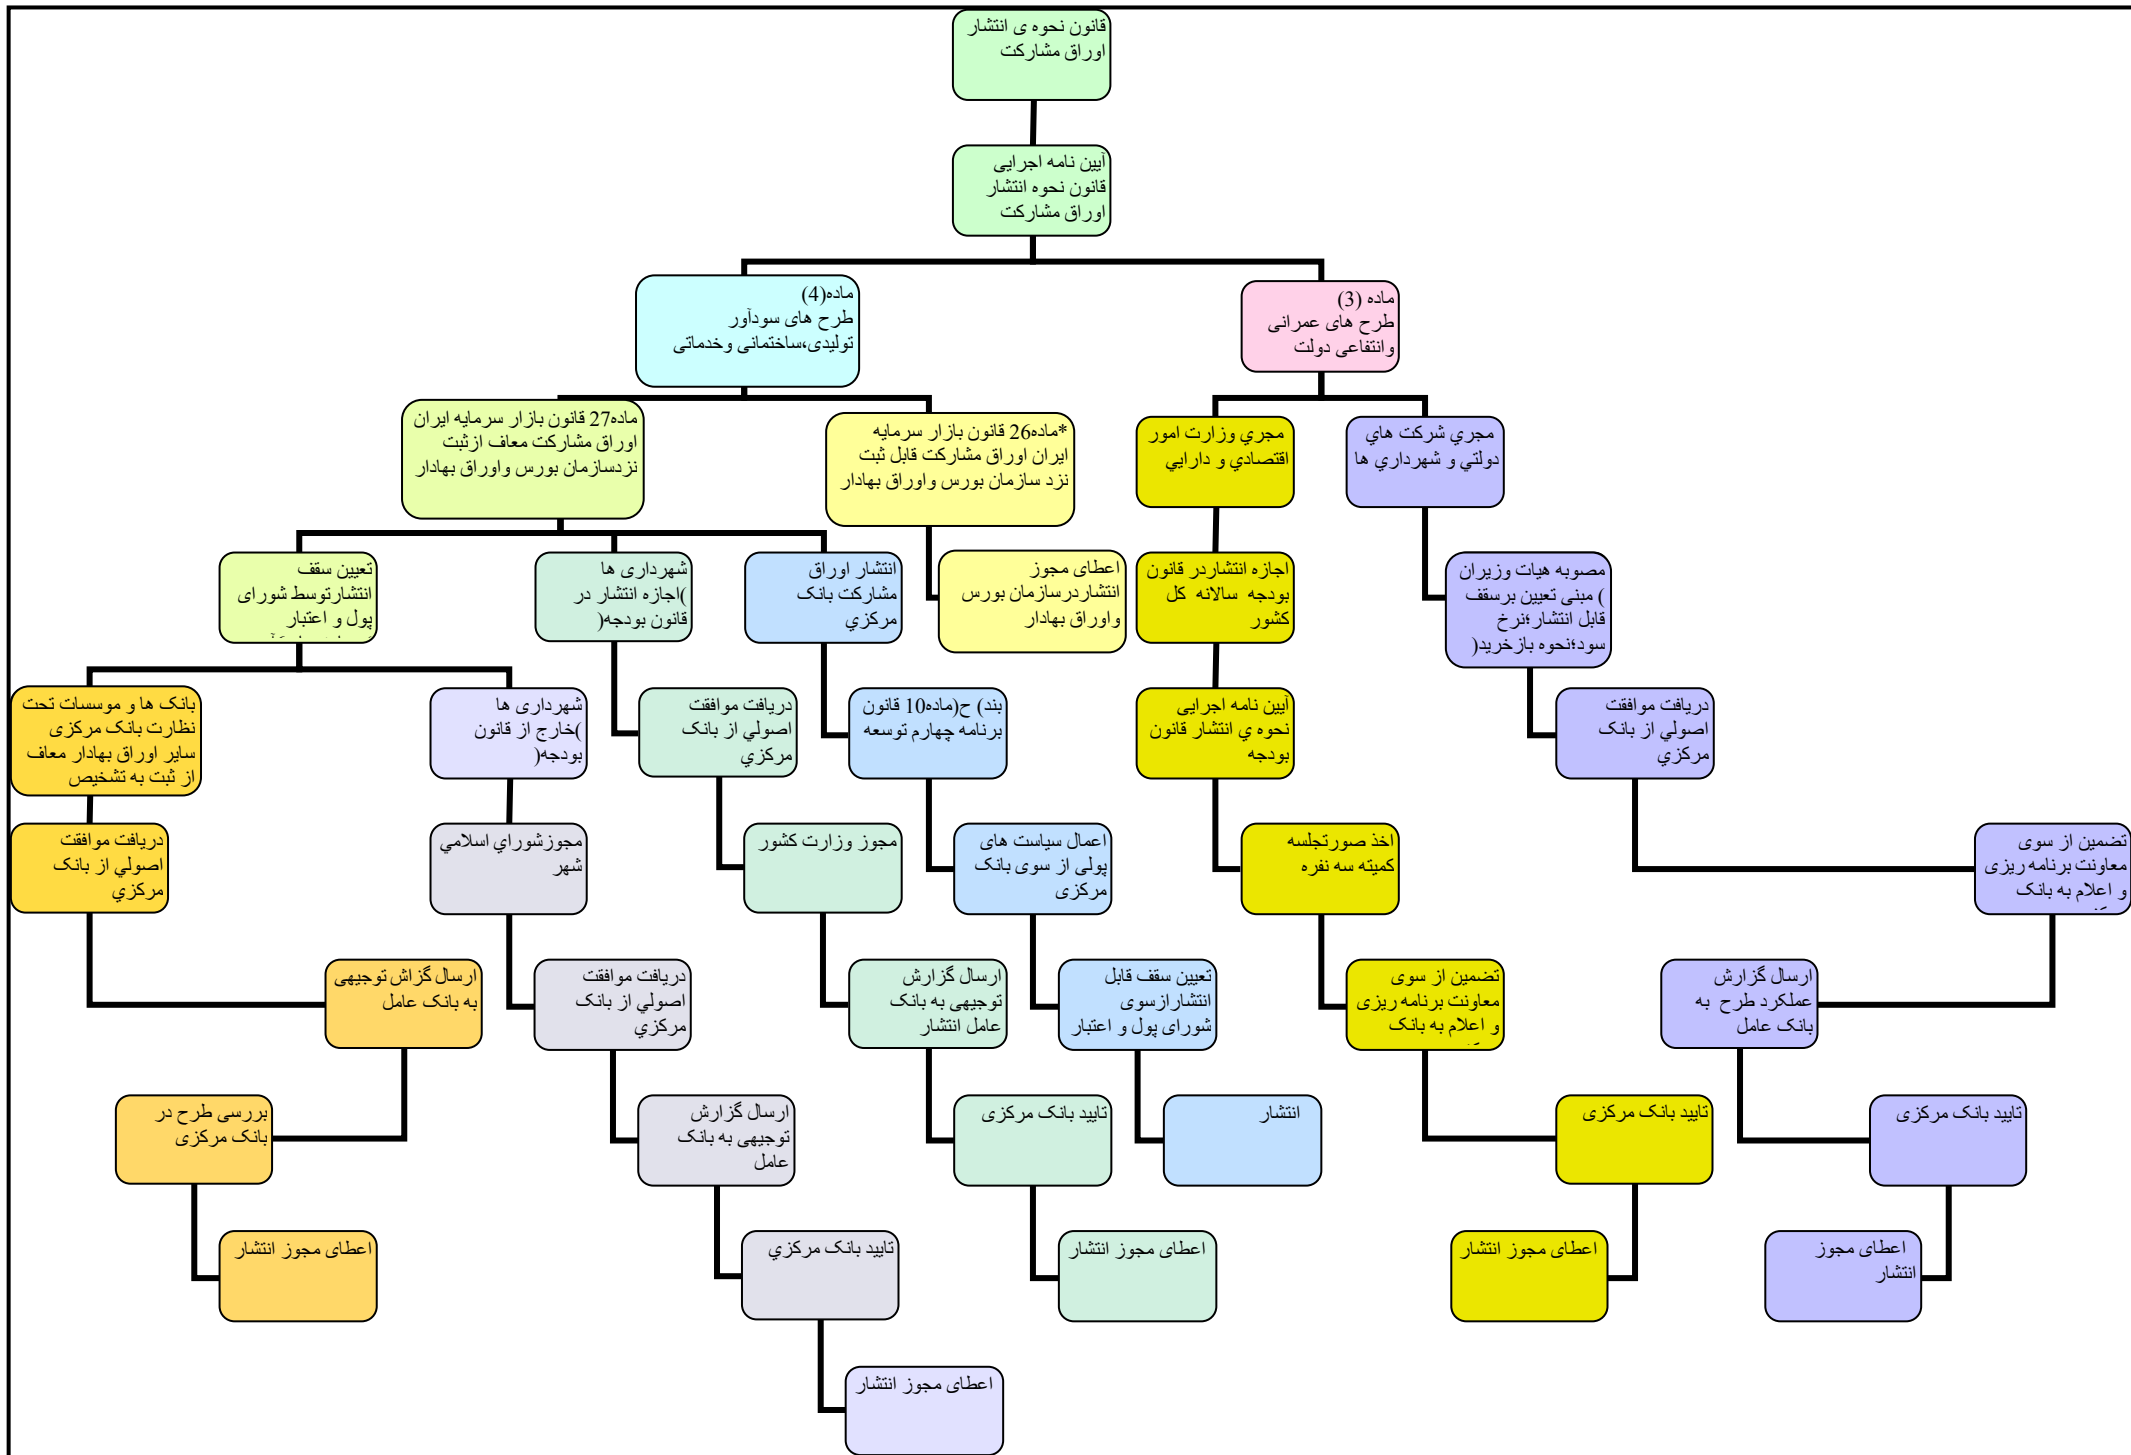 قانون نحوه ی انتشار
اوراق مشارکت
آیین نامه اجرایی
قانون نحوه انتشار
اوراق مشارکت
ماده (3)
طرح های عمرانی
وانتفاعی دولت
ماده(4)
طرح های سودآور
تولیدی،ساختمانی وخدماتی
مجري شرکت هاي
دولتي و شهرداري ها
مجري وزارت امور
اقتصادي و دارايي
*ماده26 قانون بازار سرمایه
ایران اوراق مشارکت قابل ثبت
نزد سازمان بورس واوراق بهادار
ماده27 قانون بازار سرمایه ایران
اوراق مشارکت معاف ازثبت
نزدسازمان بورس واوراق بهادار
مصوبه هیات وزیران
) مبنی تعیین برسقف
قابل انتشار؛نرخ
سود؛نحوه بازخرید(
اجازه انتشاردر قانون
بودجه سالانه کل
کشور
اعطای مجوز
انتشاردرسازمان بورس
واوراق بهادار
انتشار اوراق
مشارکت بانک
مرکزي
شهرداری ها
)اجازه انتشار در
قانون بودجه(
تعیین سقف
انتشارتوسط شورای
پول و اعتبار
دریافت موافقت
اصولي از بانک
مرکزي
آیین نامه اجرایی
نحوه ي انتشار قانون
بودجه
بند) ح(ماده10 قانون
برنامه چهارم توسعه
دریافت موافقت
اصولي از بانک
مرکزي
شهرداری ها
)خارج از قانون
بودجه(
بانک ها و موسسات تحت
نظارت بانک مرکزی
سایر اوراق بهادار معاف
از ثبت به تشخیص
تضمین از سوی
معاونت برنامه ریزی
و اعلام به بانک
اخذ صورتجلسه
کمیته سه نفره
اعمال سیاست های
پولی از سوی بانک
مرکزی
مجوز وزارت کشور
مجوزشوراي اسلامي
شهر
دریافت موافقت
اصولي از بانک
مرکزي
ارسال گزارش
عملکرد طرح به
بانک عامل
تضمین از سوی
معاونت برنامه ریزی
و اعلام به بانک
تعیین سقف قابل
انتشارازسوی
شورای پول و اعتبار
ارسال گزارش
توجیهی به بانک
عامل انتشار
دریافت موافقت
اصولي از بانک
مرکزي
ارسال گزاش توجیهی
به بانک عامل
تایید بانک مرکزی
تایید بانک مرکزی
انتشار
تایید بانک مرکزی
ارسال گزارش
توجیهی به بانک
عامل
بررسی طرح در
بانک مرکزی
اعطای مجوز
انتشار
اعطای مجوز انتشار
اعطای مجوز انتشار
تایید بانک مرکزي
اعطای مجوز انتشار
اعطای مجوز انتشار